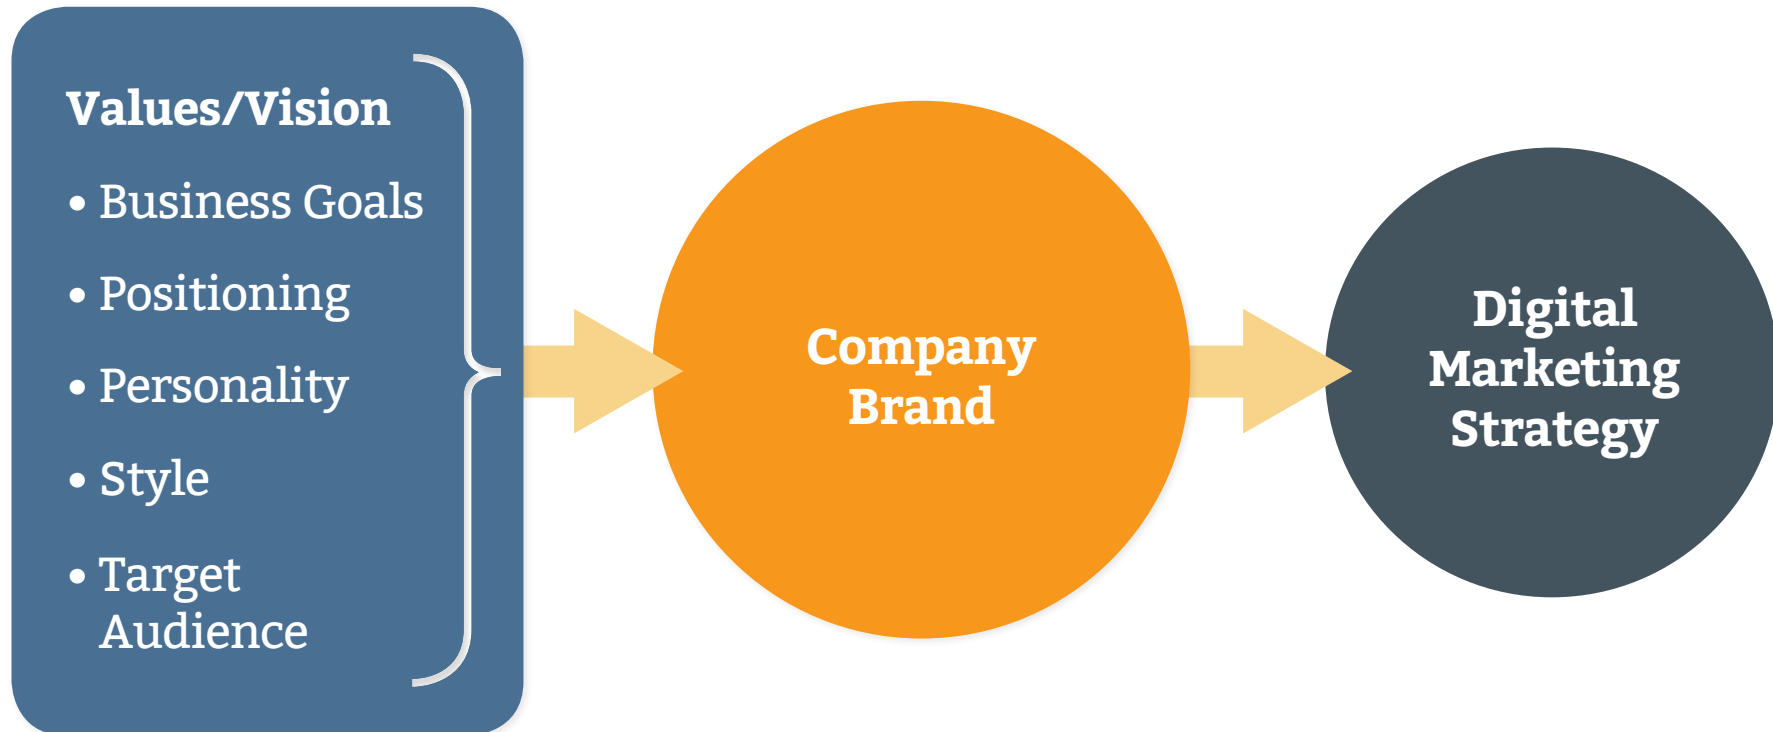 Values/Vision
• Business Goals
• Positioning
• Personality
• Style
• Target
Audience
Company
Brand
Digital
Marketing
Strategy